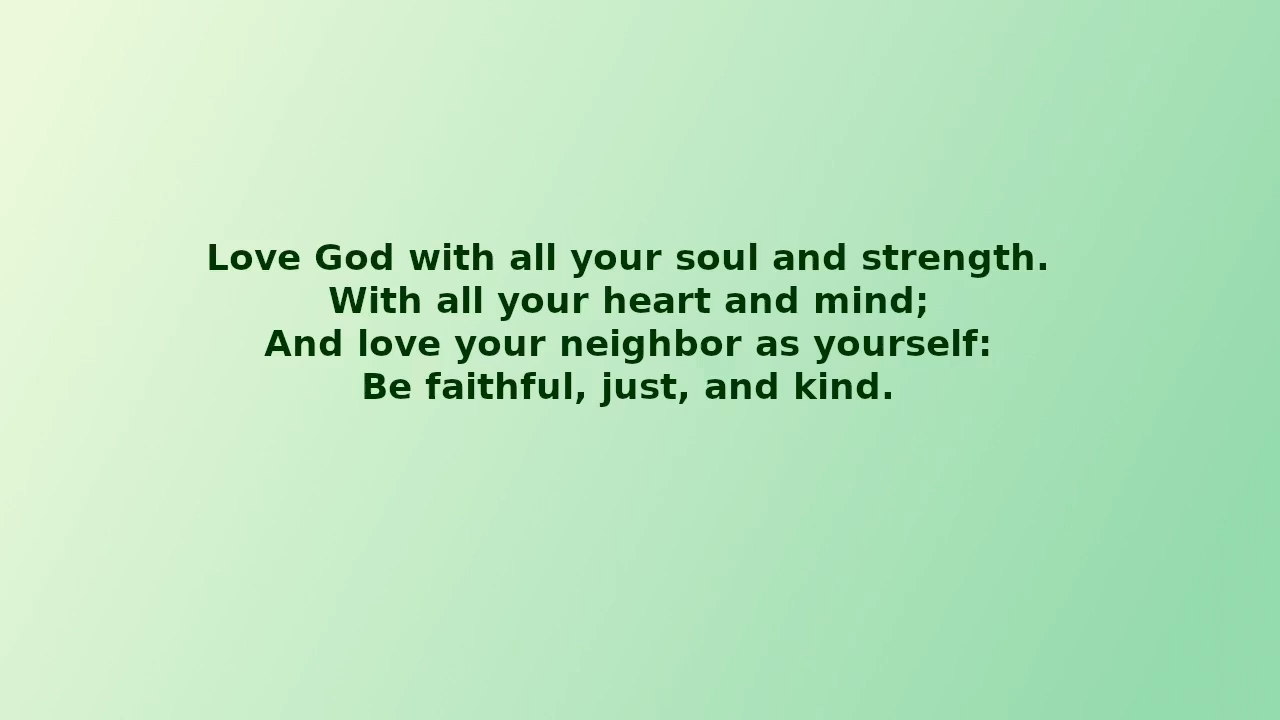 Love God with all your soul and strength.
With all your heart and mind;
And love your neighbor as yourself:
Be faithful, just, and kind.